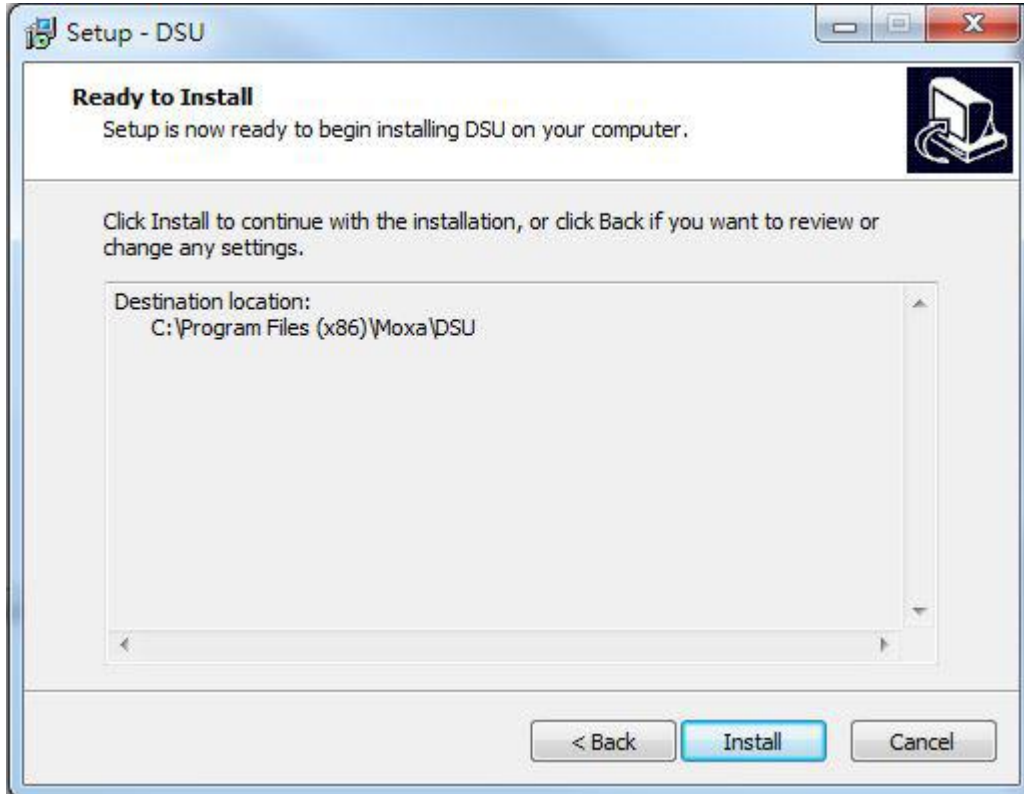 Setup - DSU
Ready to Install
Setup is now ready to begin installing DSU on your computer.
Click Install to continue with the installation, or click Back if you want to review or
change any settings.
Destination location:
C:\Program Files (x86)\Moxa\DSU
< Back
Install
Cancel